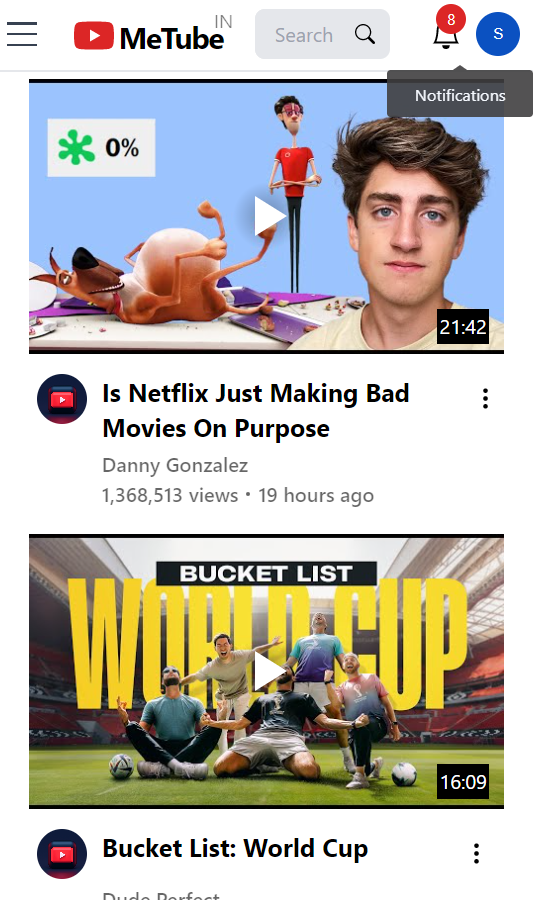 MeTube IN
Search
8
S
Notifications
0%
21:42
Is Netflix Just Making Bad
Movies On Purpose
Danny Gonzalez
1,368,513 views • 19 hours ago
BUCKET LIST
WORLD CUP
16:09
Bucket List: World Cup
Dude Perfect